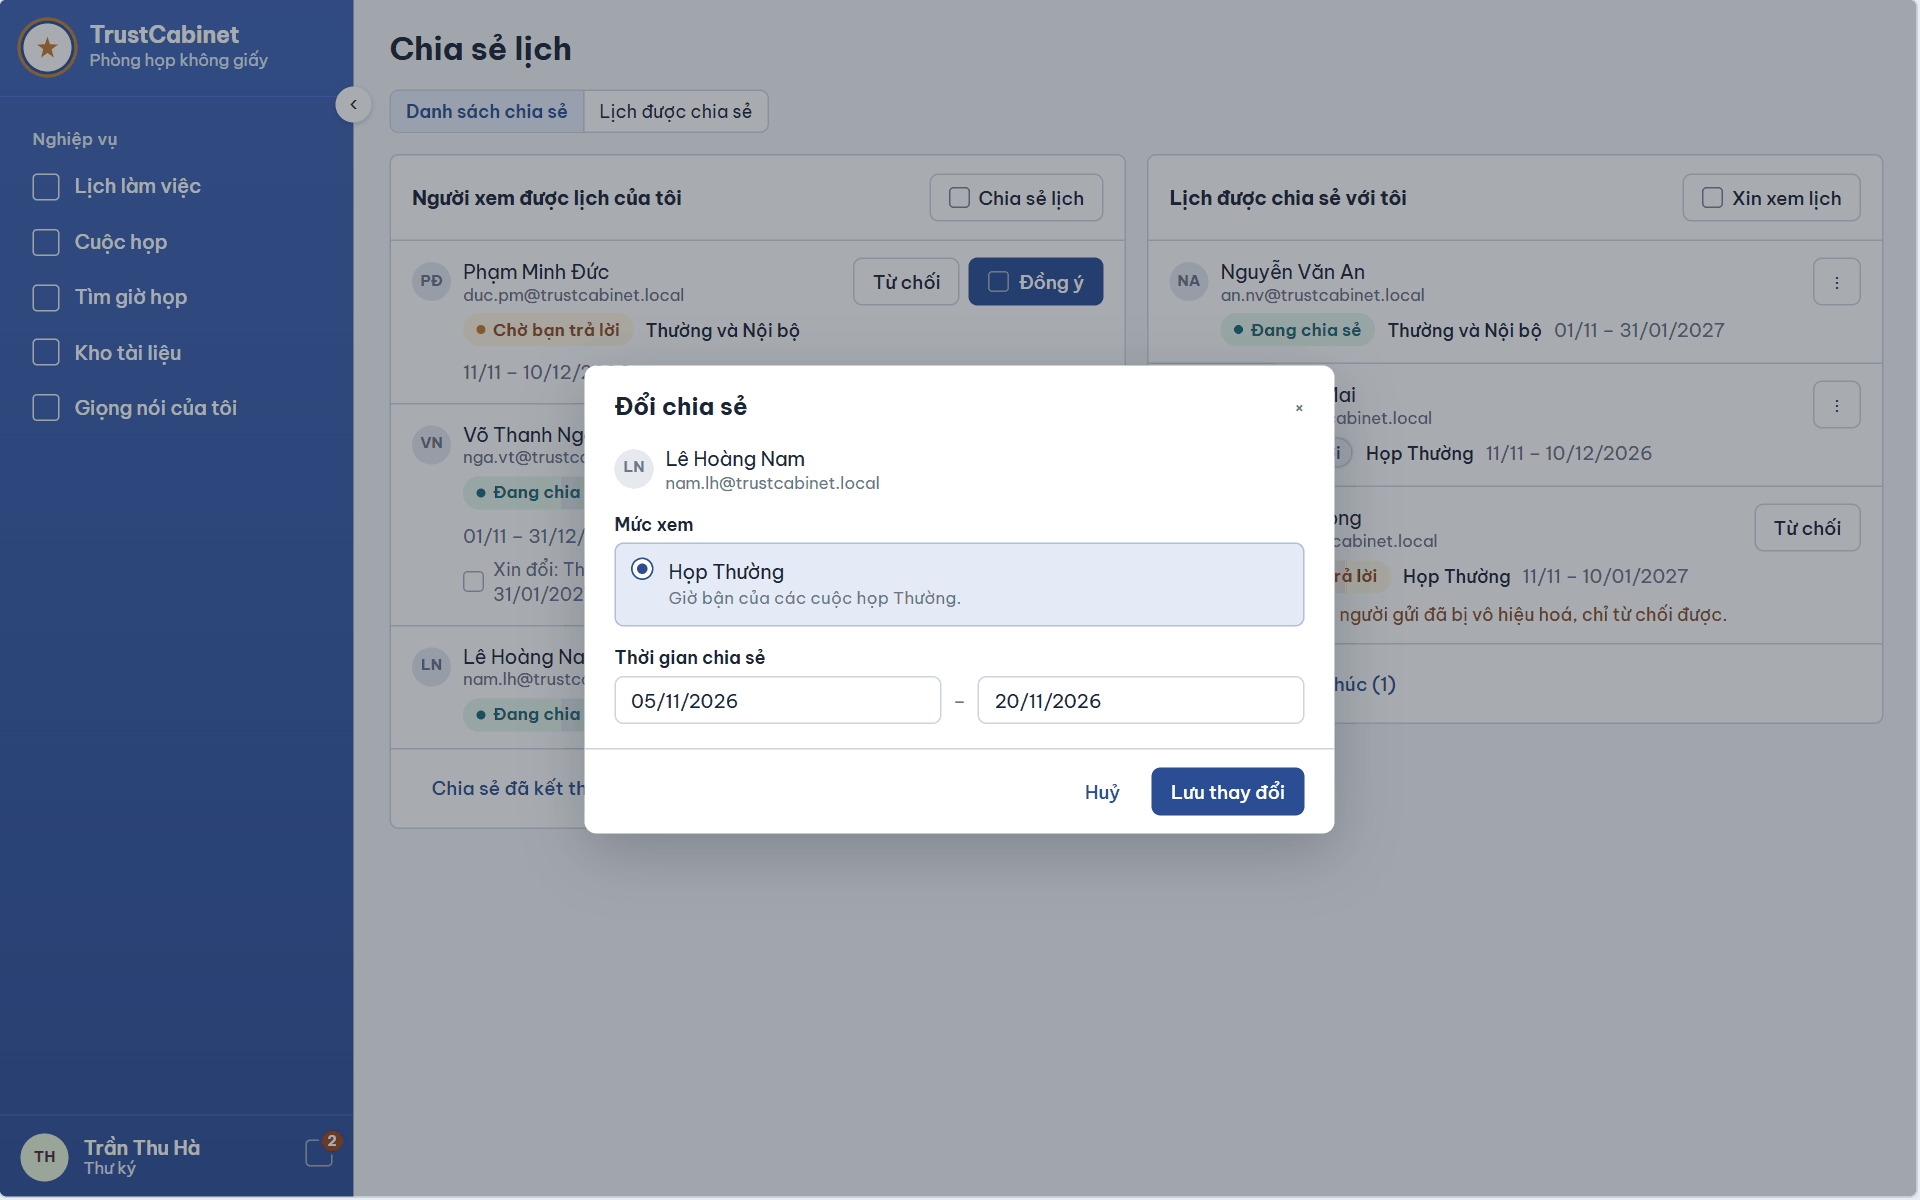 TrustCabinet
Phòng họp không giấy
Nghiệp vụ
Lịch làm việc
Cuộc họp
Tìm giờ họp
Kho tài liệu
Giọng nói của tôi
TH
Trần Thu Hà
Thư ký
2
Chia sẻ lịch
Danh sách chia sẻ
Lịch được chia sẻ
Người xem được lịch của tôi
Chia sẻ lịch
PĐ
Phạm Minh Đức
duc.pm@trustcabinet.local
Từ chối
Đồng ý
Chờ bạn trả lời
Thường và Nội bộ
11/11 – 10/12/
VN
Võ Thanh
nga.vt@trustc
Đang chia
01/11 – 31/12/
Xin đổi:
31/01/202
LN
Lê Hoàng
nam.lh@trustc
Đang chia
Chia sẻ đã kết
Lịch được chia sẻ với tôi
Xin xem lịch
NA
Nguyễn Văn An
an.nv@trustcabinet.local
Đang chia sẻ
Thường và Nội bộ
01/11 – 31/01/2027
abinet.local
Họp Thường
11/11 – 10/12/2026
cabinet.local
Từ chối
lời
Họp Thường
11/11 – 10/01/2027
người gửi đã bị vô hiệu hoá, chỉ từ chối được.
(1)
Đổi chia sẻ
×
LN
Lê Hoàng Nam
nam.lh@trustcabinet.local
Mức xem
Họp Thường
Giờ bận của các cuộc họp Thường.
Thời gian chia sẻ
05/11/2026
–
20/11/2026
Huỷ
Lưu thay đổi